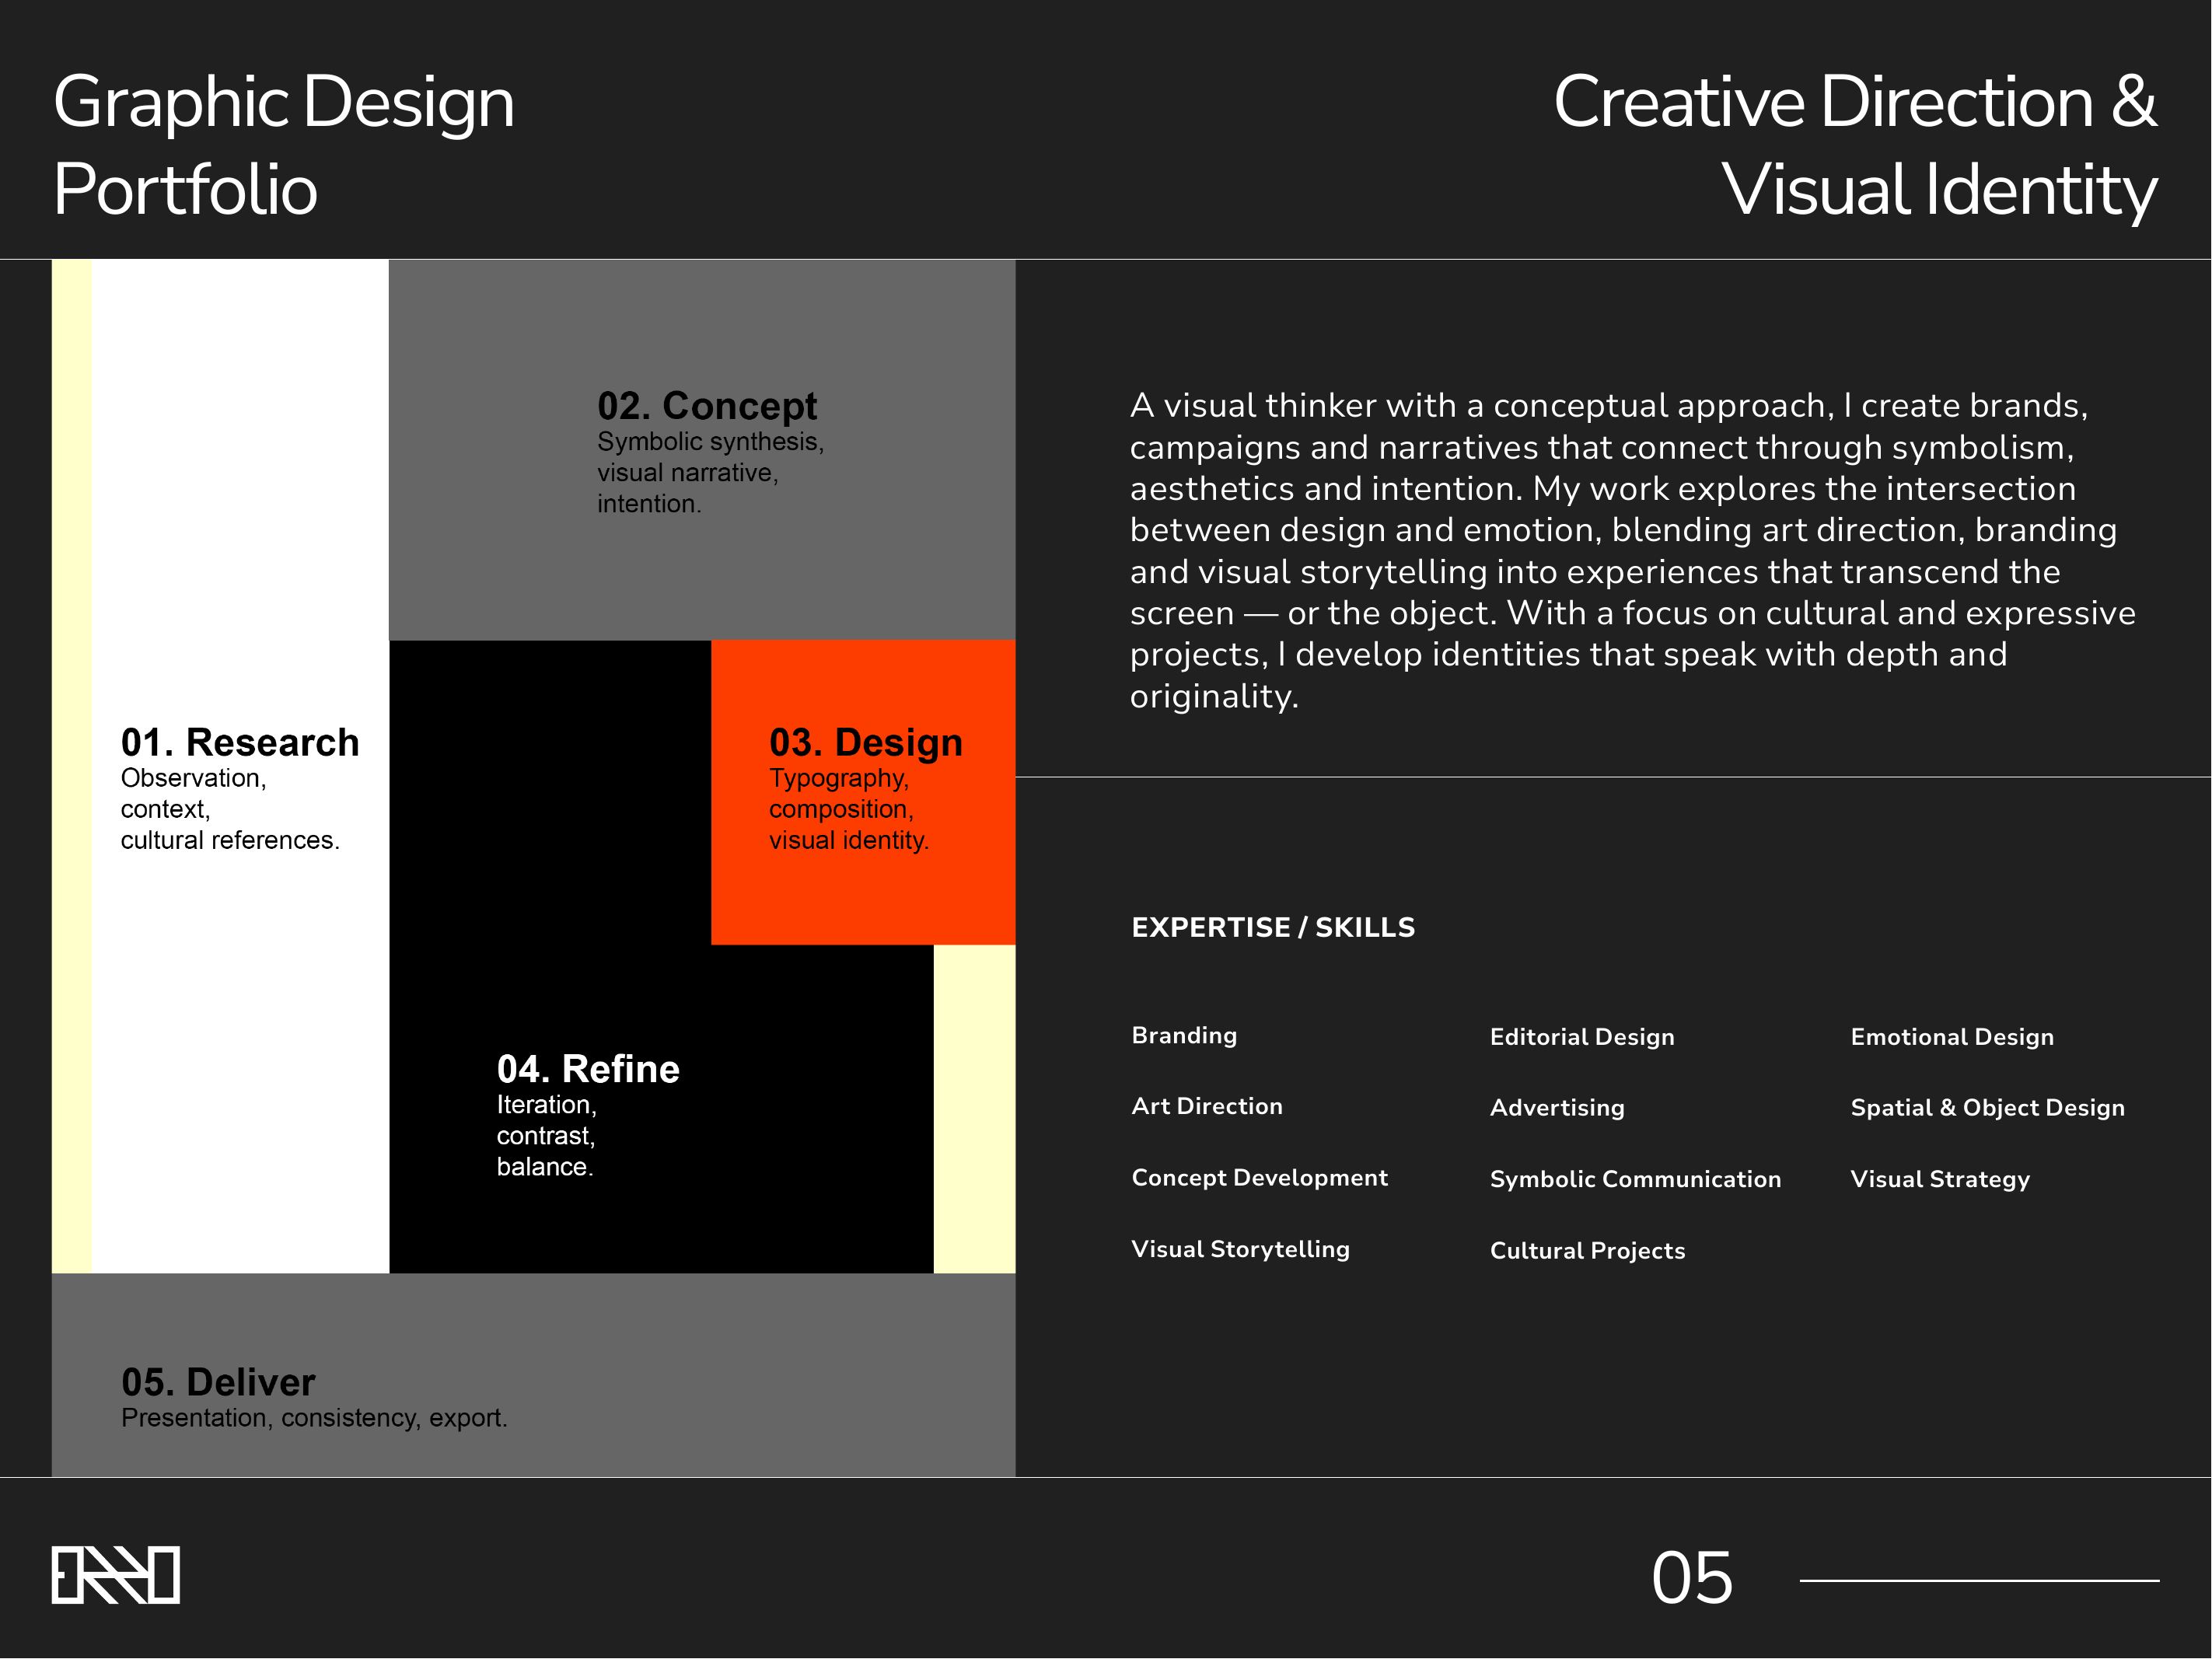 Graphic Design
Portfolio
Creative Direction &
Visual Identity
01. Research
Observation,
context,
cultural references.
02. Concept
Symbolic synthesis,
visual narrative,
intention.
03. Design
Typography,
composition,
visual identity.
04. Refine
Iteration,
contrast,
balance.
05. Deliver
Presentation, consistency, export.
A visual thinker with a conceptual approach, I create brands,
campaigns and narratives that connect through symbolism,
aesthetics and intention. My work explores the intersection
between design and emotion, blending art direction, branding
and visual storytelling into experiences that transcend the
screen — or the object. With a focus on cultural and expressive
projects, I develop identities that speak with depth and
originality.
EXPERTISE / SKILLS
Branding
Art Direction
Concept Development
Visual Storytelling
Editorial Design
Advertising
Symbolic Communication
Cultural Projects
Emotional Design
Spatial & Object Design
Visual Strategy
05